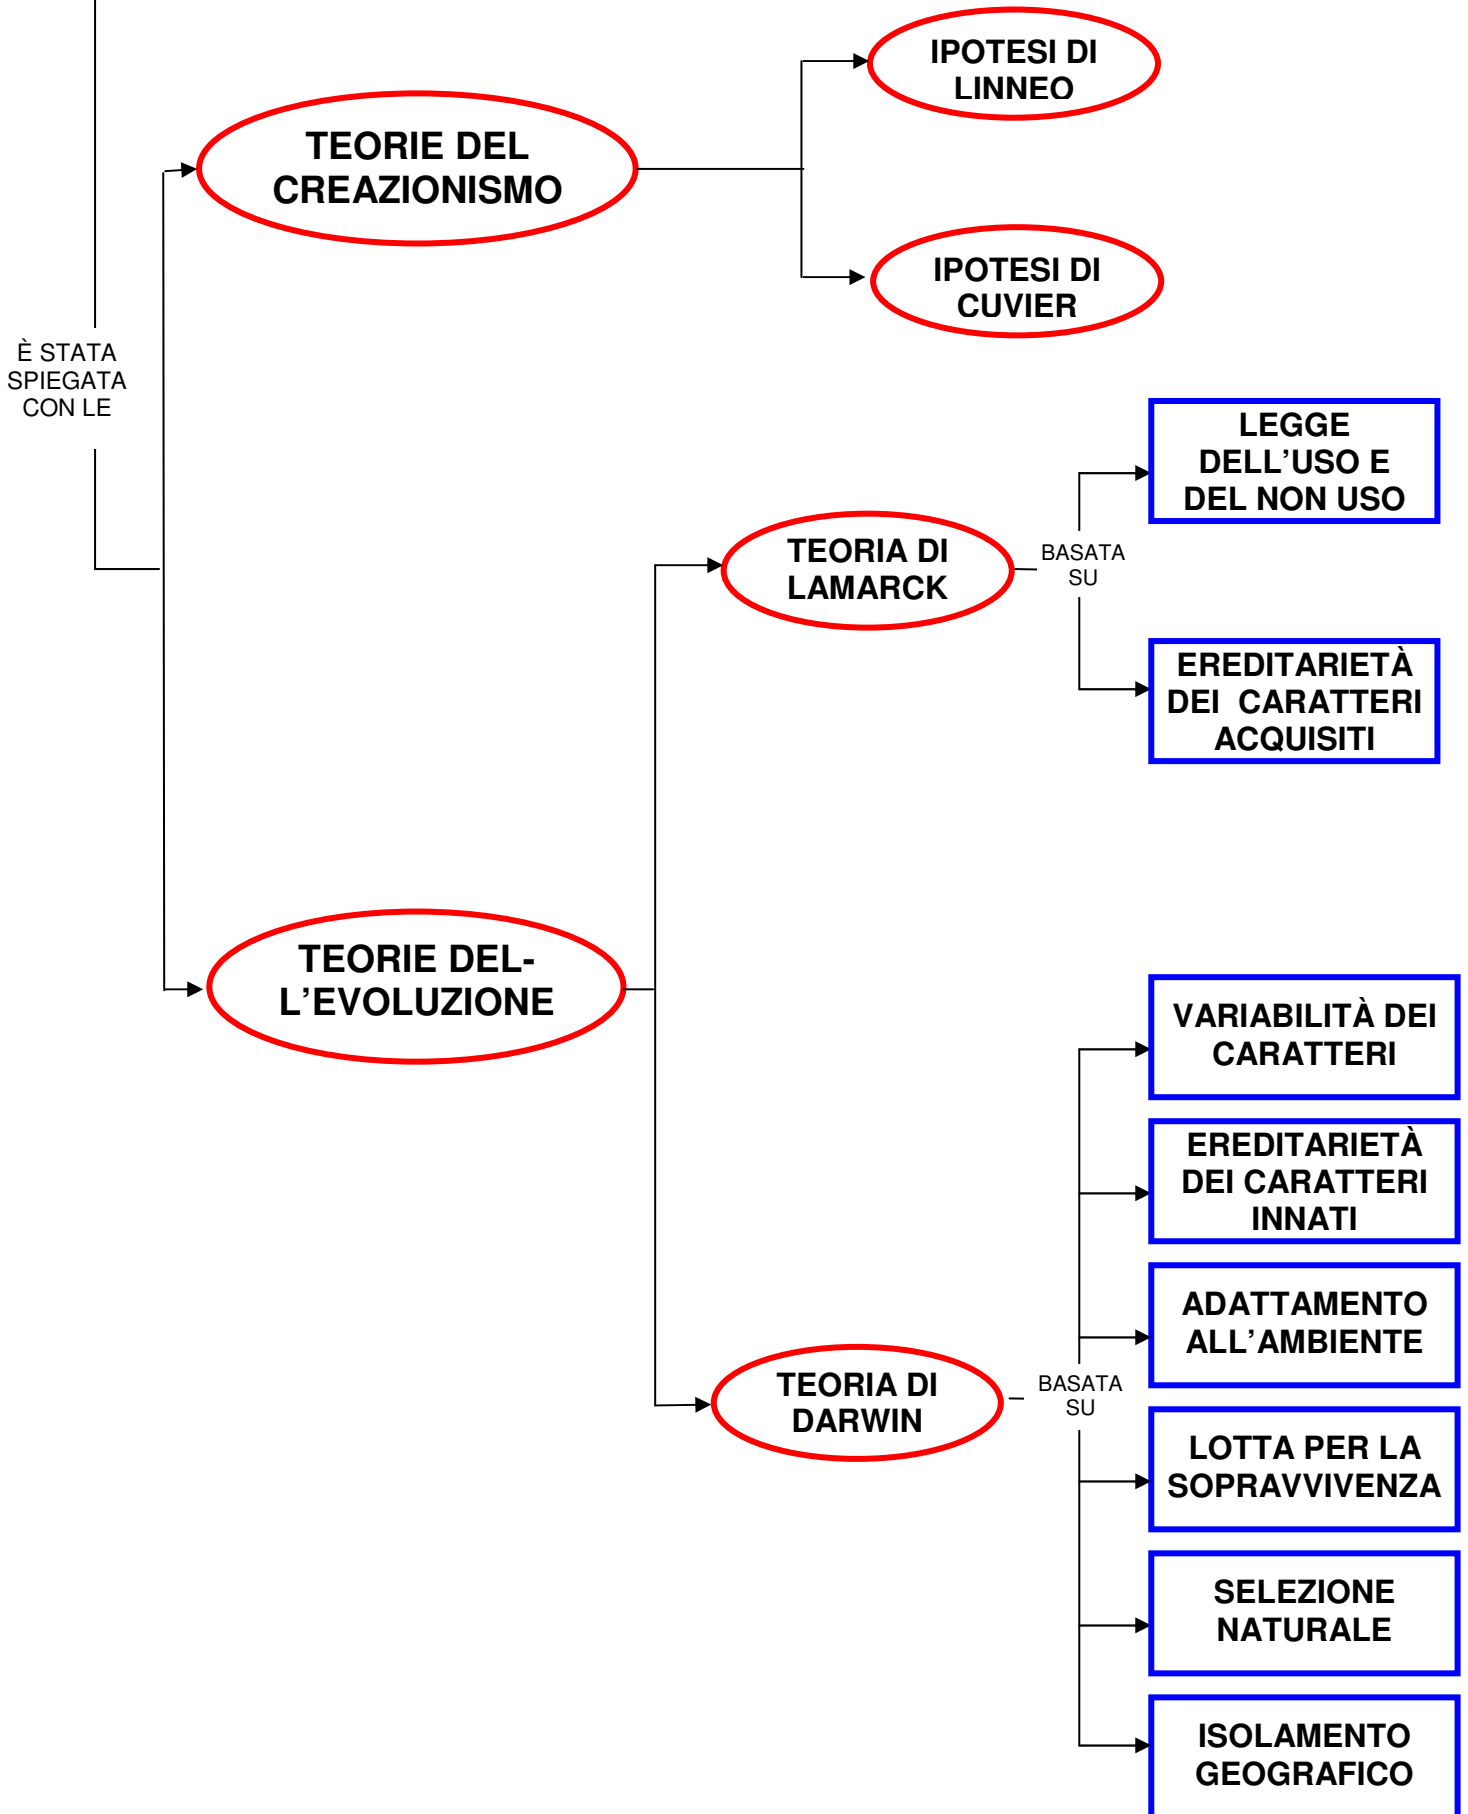 IPOTESI DI
LINNEO
TEORIE DEL
CREAZIONISMO
IPOTESI DI
CUVIER
È STATA
SPIEGATA
CON LE
LEGGE
DELL’USO E
DEL NON USO
TEORIA DI
LAMARCK
BASATA
SU
EREDITARIETÀ
DEI  CARATTERI
ACQUISITI
TEORIE DEL-
L’EVOLUZIONE
VARIABILITÀ DEI
CARATTERI
EREDITARIETÀ
DEI CARATTERI
INNATI
ADATTAMENTO
ALL’AMBIENTE
TEORIA DI
DARWIN
BASATA
SU
LOTTA PER LA
SOPRAVVIVENZA
SELEZIONE
NATURALE
ISOLAMENTO
GEOGRAFICO